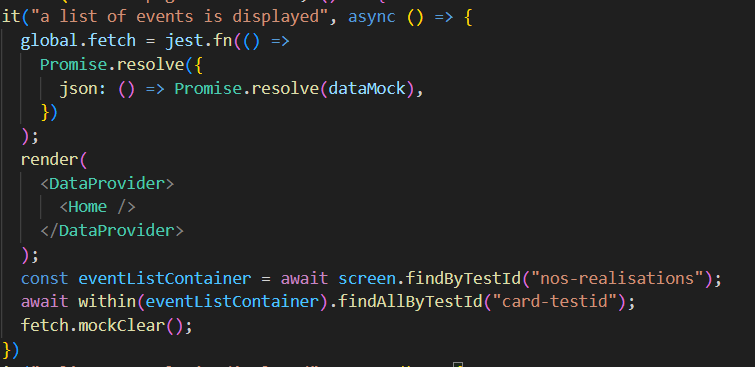 it("a list of events is displayed", async () => {
global.fetch = jest.fn(() =>
Promise.resolve({
json: () => Promise.resolve(dataMock),
})
);
render(
<DataProvider>
<Home />
</DataProvider>
);
const eventListContainer = await screen.findByTestId("nos-realisations");
await within(eventListContainer).findAllByTestId("card-testid");
fetch.mockClear();
})